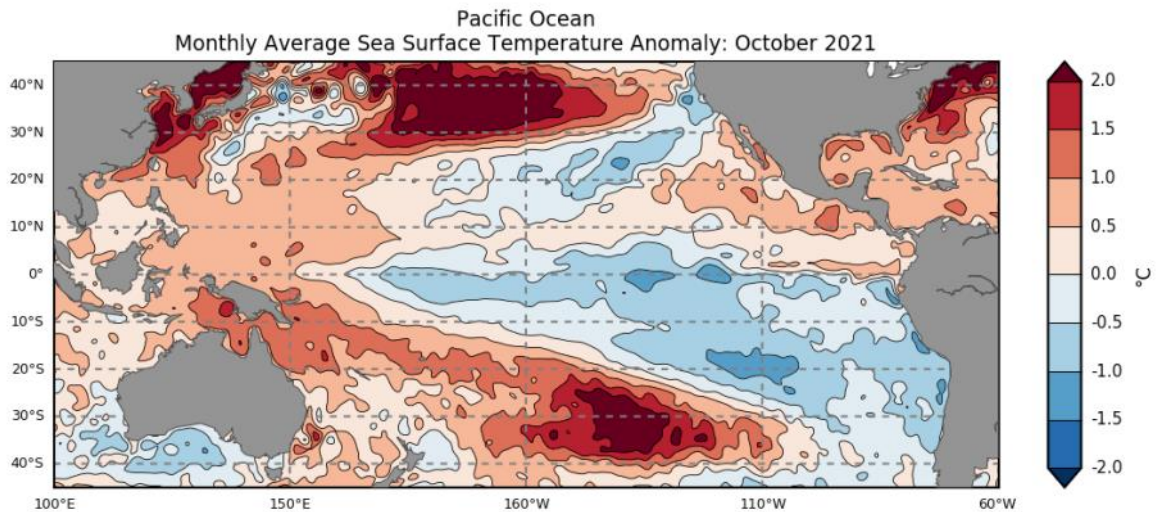 Pacific Ocean
Monthly Average Sea Surface Temperature Anomaly: October 2021
40°N
30°N
20°N
10°N
0°
10°S
20°S
30°S
40°S
100°E
150°E
160°W
110°W
60°W
2.0
1.5
1.0
0.5
0.0
-0.5
-1.0
-1.5
-2.0
°C